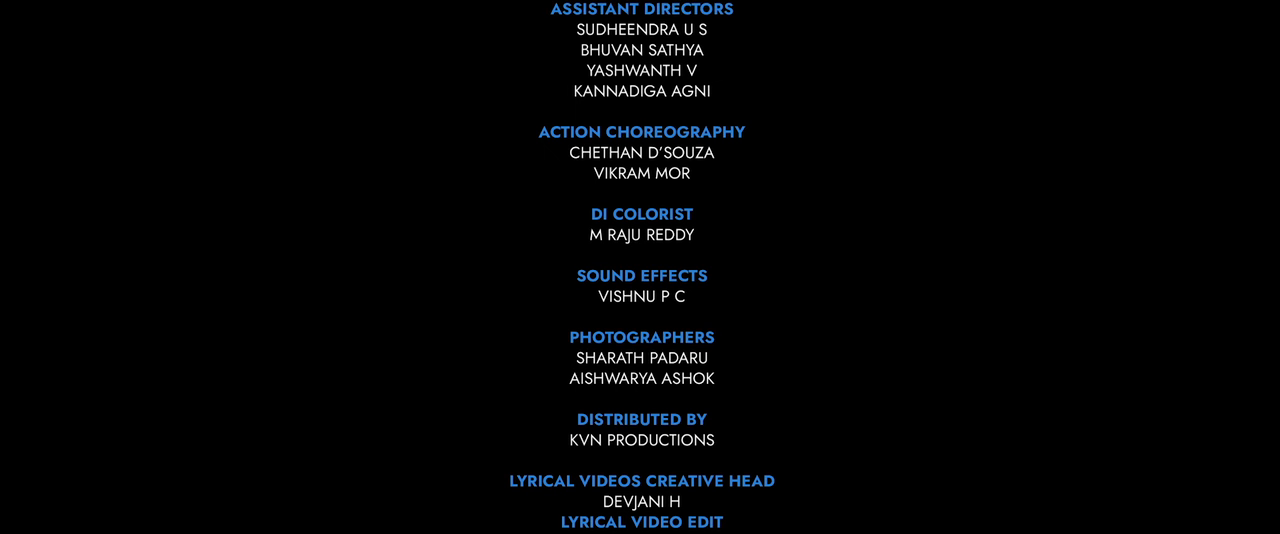 ASSISTANT DIRECTORS
SUDHEENDRA U S
BHUVAN SATHYA
YASHWANTH V
KANNADIGA AGNI
ACTION CHOREOGRAPHY
CHETHAN D’SOUZA
VIKRAM MOR
DI COLORIST
M RAJU REDDY
SOUND EFFECTS
VISHNU P C
PHOTOGRAPHERS
SHARATH PADARU
AISHWARYA ASHOK
DISTRIBUTED BY
KVN PRODUCTIONS
LYRICAL VIDEOS CREATIVE HEAD
DEVJANI H
LYRICAL VIDEO EDIT